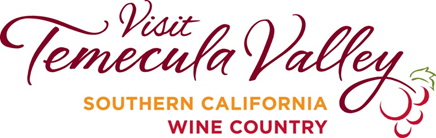 Visit
Temecula Valley
SOUTHERN CALIFORNIA
WINE COUNTRY